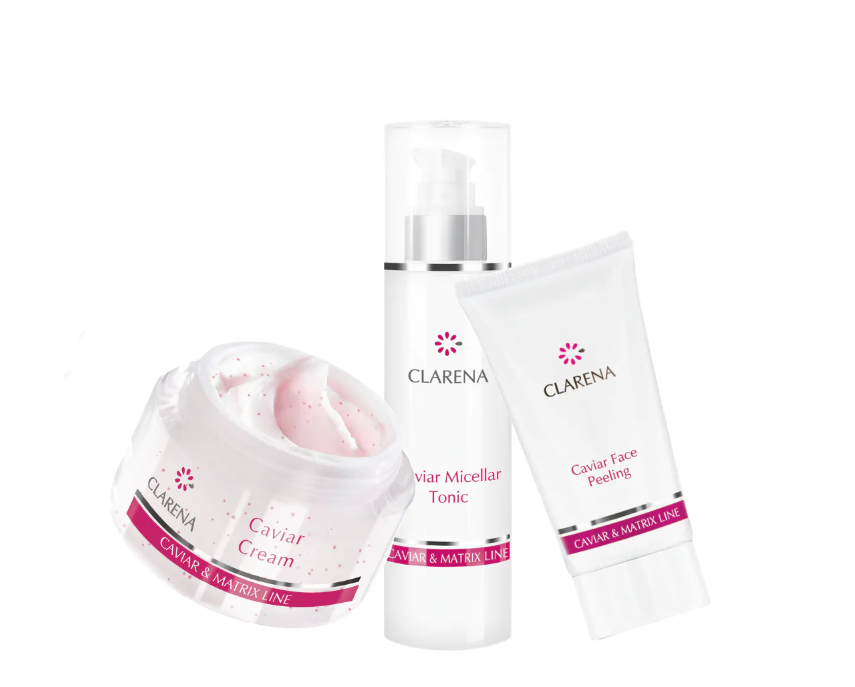 CLARENA
Caviar
Cream
CAVIAR & MATRIX LINE
CLARENA
viar Micellar
Tonic
CAVIAR & MATRIX LINE
CLARENA
Caviar Face
Peeling
CAVIAR & MATRIX LINE